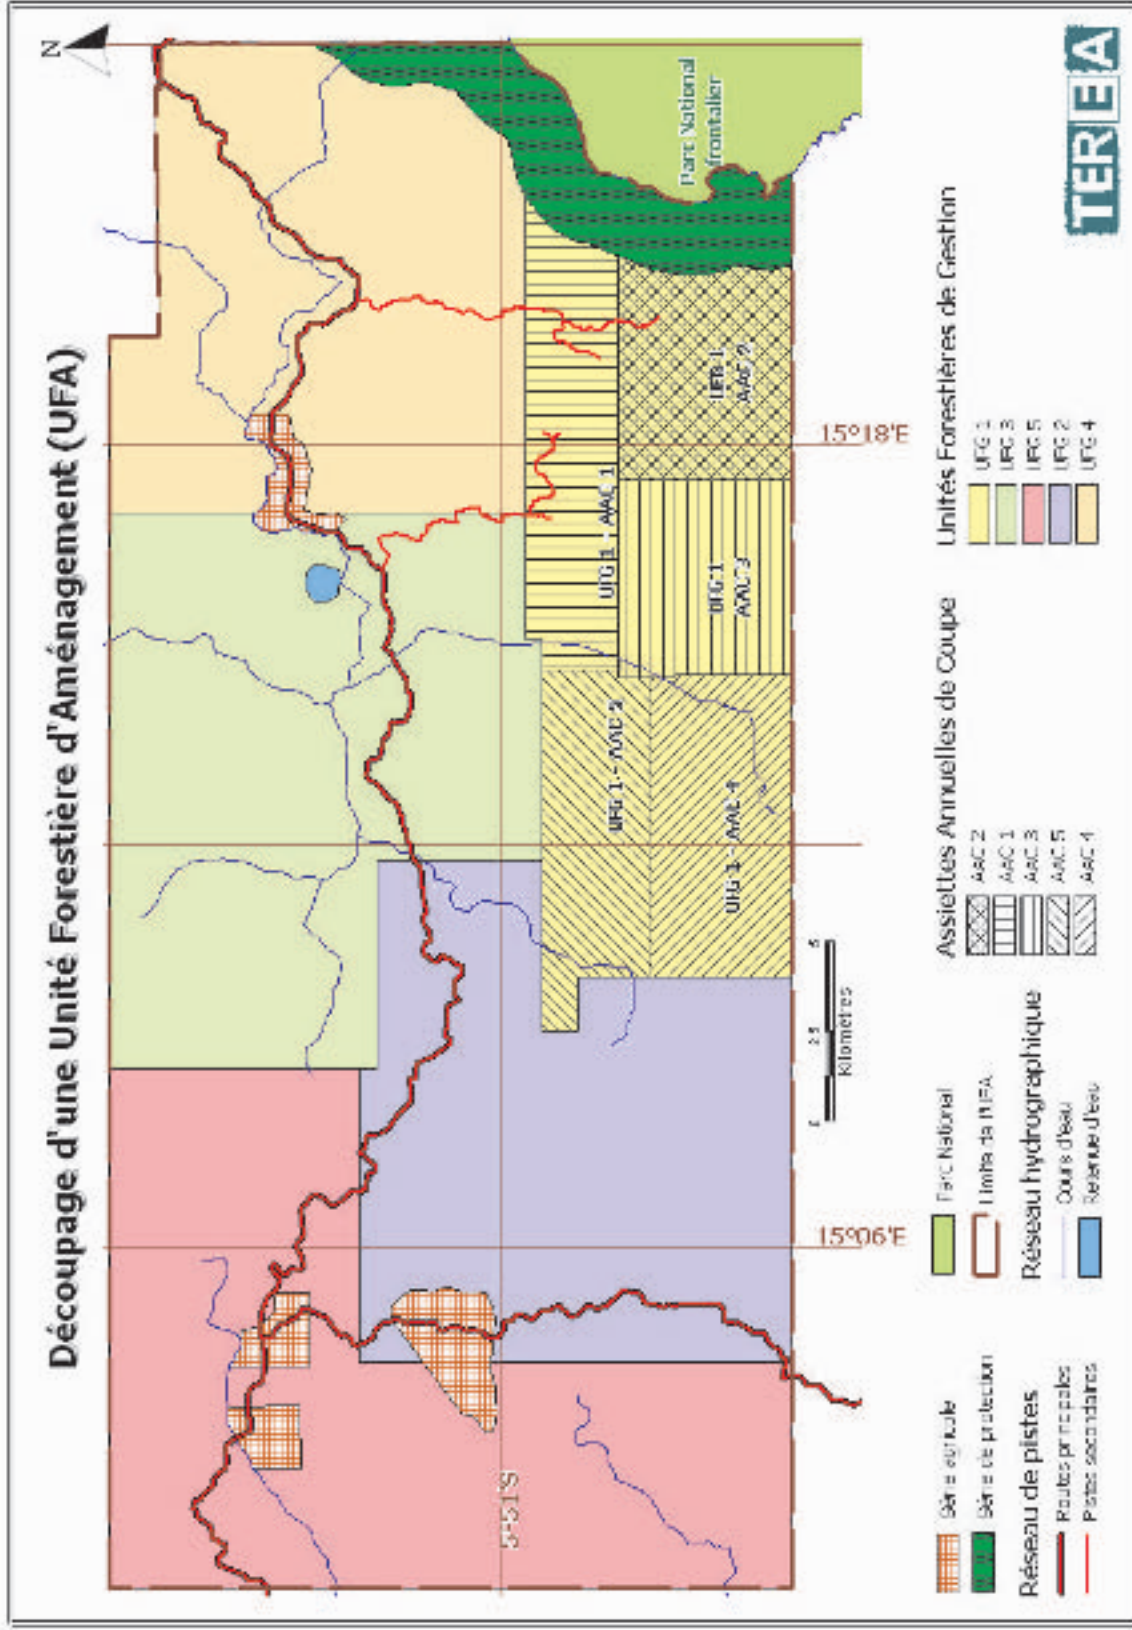 Découpage d'une Unité Forestière d'Aménagement (UFA)
N
Parc National
frontalier
UFG 1 - AAC 1
UFG 1
AAC 2
UFG 1
AAC 3
UFG 1 - AAC 4
15°06'E
15°18'E
0 2.5 5
Kilomètres
Série agricole
Série de protection
Réseau de pistes
Routes principales
Pistes secondaires
Parc National
Limite de l'UFA
Réseau hydrographique
Cours d'eau
Retenue d'eau
Assiettes Annuelles de Coupe
AAC 2
AAC 1
AAC 3
AAC 5
AAC 4
Unités Forestières de Gestion
UFG 1
UFG 3
UFG 5
UFG 2
UFG 4
TEREA